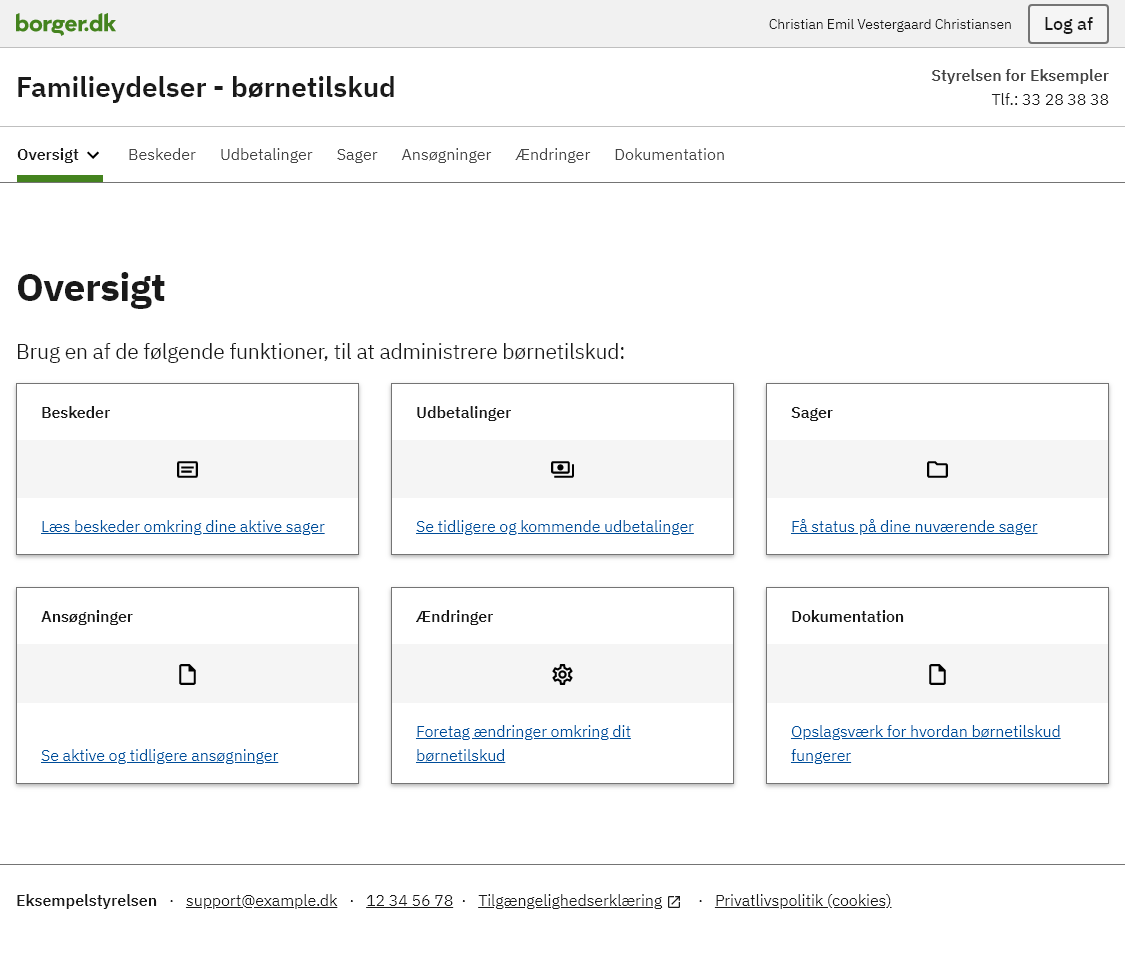 borger.dk
Christian Emil Vestergaard Christiansen
Log af
Familieydelser - børnetilskud
Styrelsen for Eksempler
Tlf.: 33 28 38 38
Oversigt
Beskeder
Udbetalinger
Sager
Ansøgninger
Ændringer
Dokumentation
Oversigt
Brug en af de følgende funktioner, til at administrere børnetilskud:
Beskeder
Læs beskeder omkring dine aktive sager
Udbetalinger
Se tidligere og kommende udbetalinger
Sager
Få status på dine nuværende sager
Ansøgninger
Se aktive og tidligere ansøgninger
Ændringer
Foretag ændringer omkring dit
børnetilskud
Dokumentation
Opslagsværk for hvordan børnetilskud
fungerer
Eksempelstyrelsen · support@example.dk · 12 34 56 78 · Tilgængelighedserklæring · Privatlivspolitik (cookies)